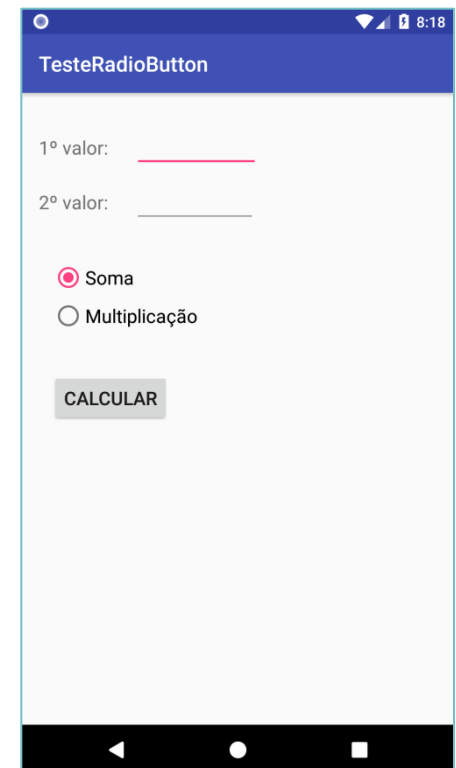 8:18
TesteRadioButton
1º valor:
2º valor:
Soma
Multiplicação
CALCULAR